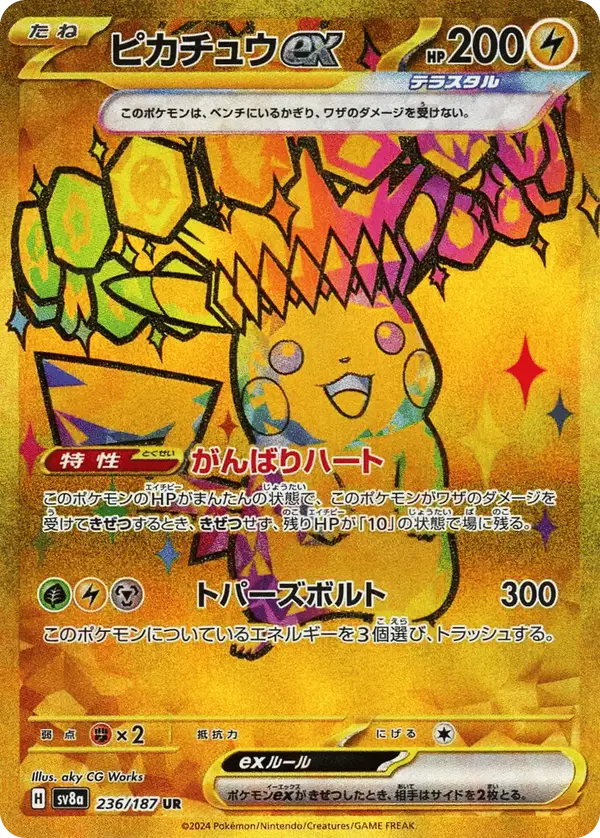 たね ピカチュウex HP200
テラスタル
このポケモンは、ベンチにいるかぎり、ワザのダメージを受けない。
特性 とくせい がんばりハート
このポケモンのHPがまんたんの状態で、このポケモンがワザのダメージを
受けてきぜつするとき、きぜつせず、残りHPが「10」の状態で場に残る。
トパーズボルト 300
このポケモンについているエネルギーを3個選び、トラッシュする。
弱点 ×2 抵抗力 にげる
exルール
ポケモンexがきぜつしたとき、相手はサイドを2枚とる。
Illus. aky CG Works
H sv8a 236/187 UR
©2024 Pokémon/Nintendo/Creatures/GAME FREAK.